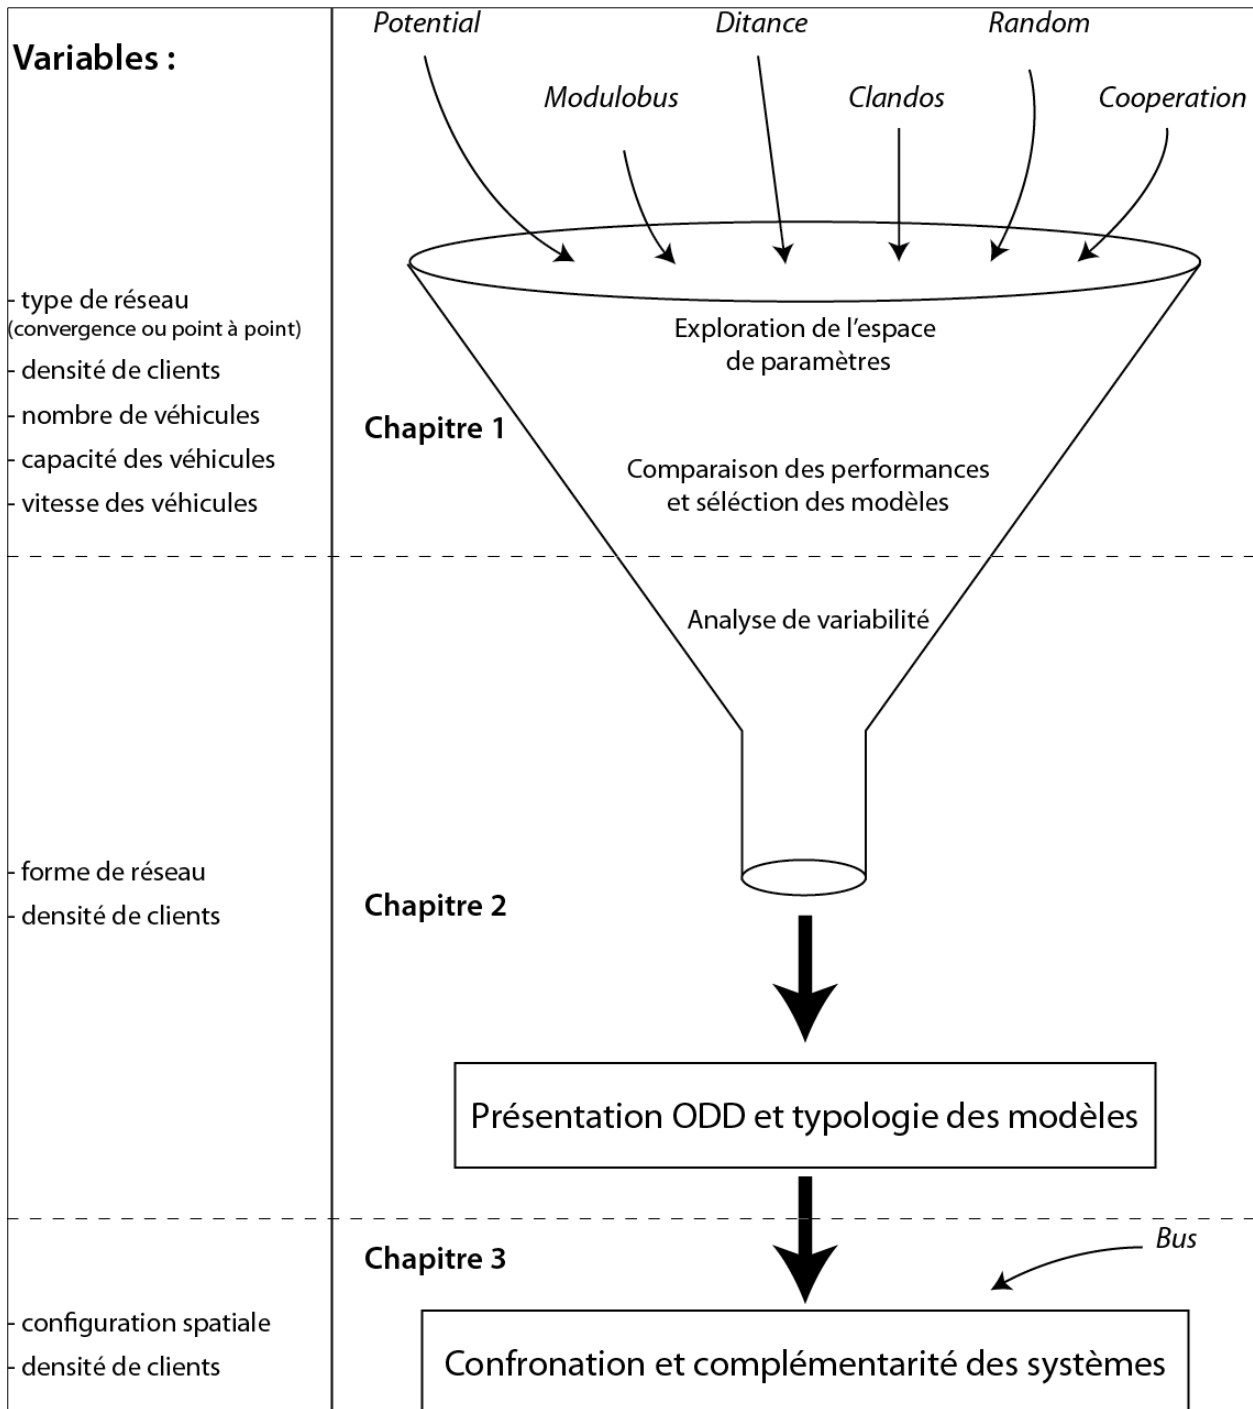 Variables :
Potential
Ditance
Random
Modulobus
Clandos
Cooperation
- type de réseau
(convergence ou point à point)
- densité de clients
- nombre de véhicules
- capacité des véhicules
- vitesse des véhicules
Chapitre 1
Exploration de l’espace
de paramètres
Comparaison des performances
et séléction des modèles
Analyse de variabilité
- forme de réseau
- densité de clients
Chapitre 2
Présentation ODD et typologie des modèles
Chapitre 3
Bus
- configuration spatiale
- densité de clients
Confronation et complémentarité des systèmes